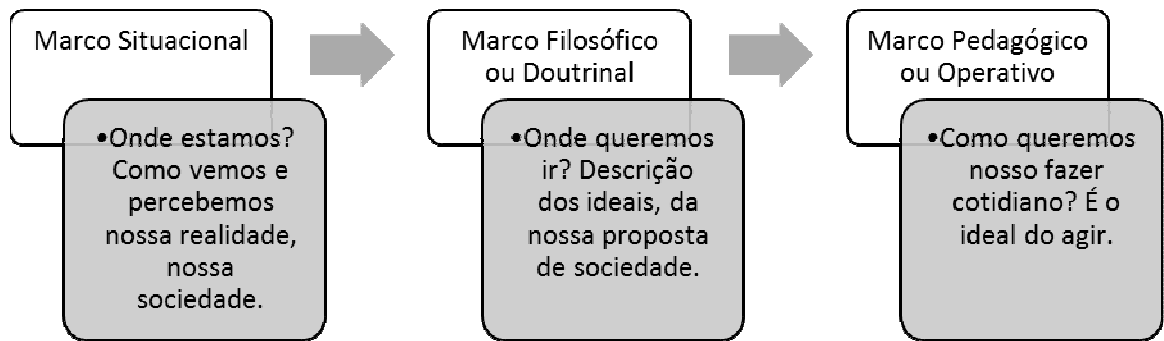 Marco Situacional
•Onde estamos?
Como vemos e
percebemos
nossa realidade,
nossa
sociedade.
Marco Filosófico
ou Doutrinal
•Onde queremos
ir? Descrição
dos ideais, da
nossa proposta
de sociedade.
Marco Pedagógico
ou Operativo
•Como queremos
nosso fazer
cotidiano? É o
ideal do agir.